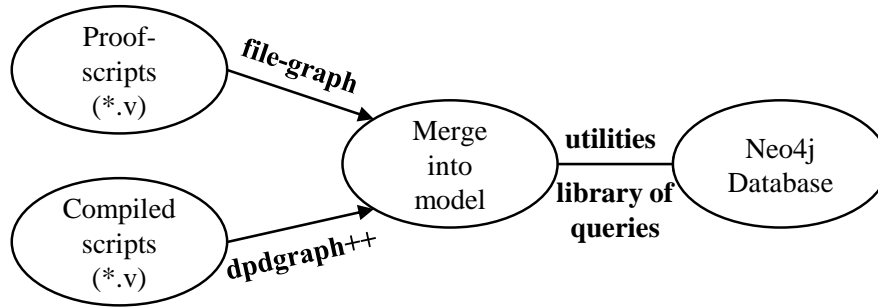 Proof-
scripts
(*.v)
file-graph
Compiled
scripts
(*.v)
dpdgraph++
Merge
into
model
utilities
library of
queries
Neo4j
Database